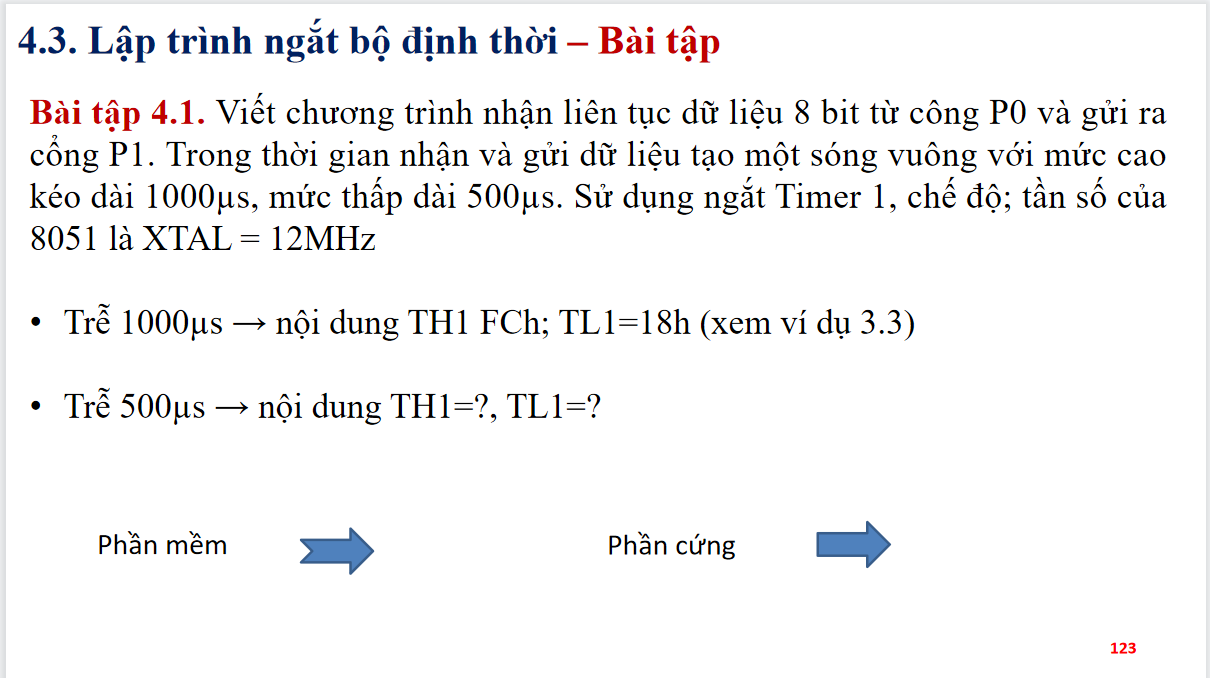 4.3. Lập trình ngắt bộ định thời – Bài tập
Bài tập 4.1. Viết chương trình nhận liên tục dữ liệu 8 bit từ công P0 và gửi ra
cổng P1. Trong thời gian nhận và gửi dữ liệu tạo một sóng vuông với mức cao
kéo dài 1000µs, mức thấp dài 500µs. Sử dụng ngắt Timer 1, chế độ; tần số của
8051 là XTAL = 12MHz
• Trễ 1000µs → nội dung TH1 FCh; TL1=18h (xem ví dụ 3.3)
• Trễ 500µs → nội dung TH1=?, TL1=?
Phần mềm
Phần cứng
123